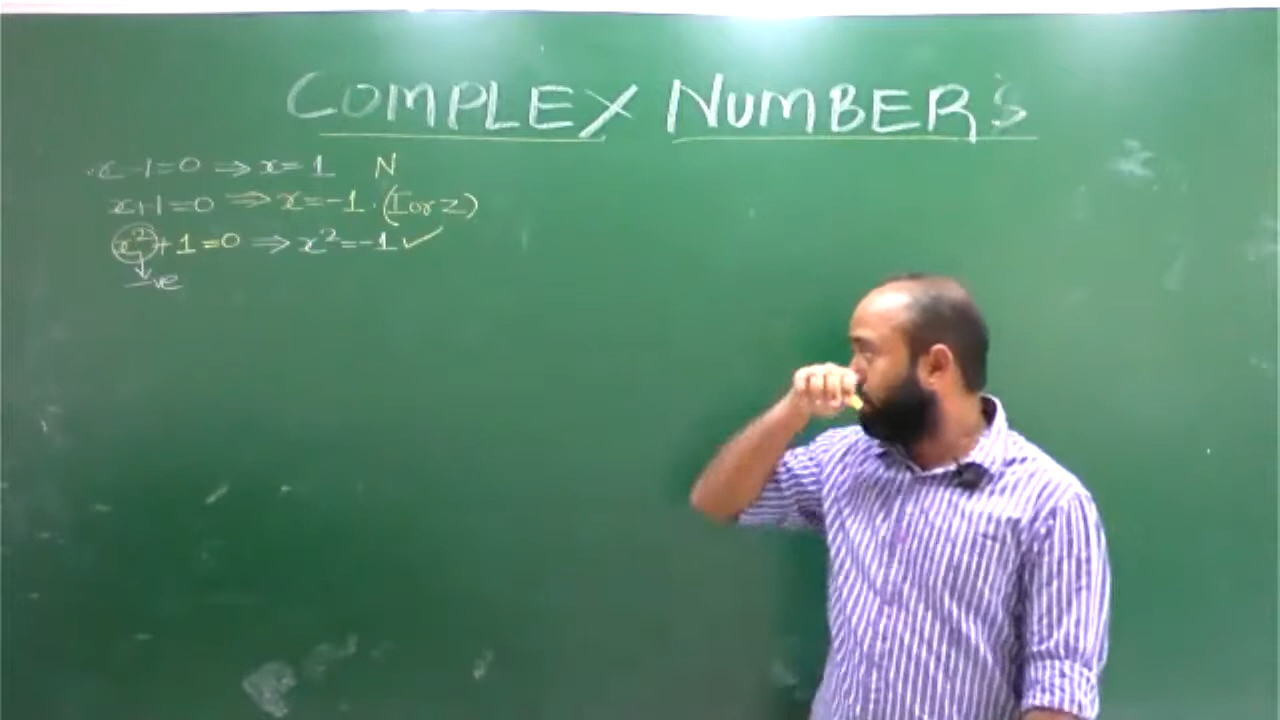 COMPLEX NUMBERS
x-1=0 ⇒ x=1 N
x+1=0 ⇒ x=-1. (I or Z)
x²+1=0 ⇒ x²=-1 ✓
↓
-ve